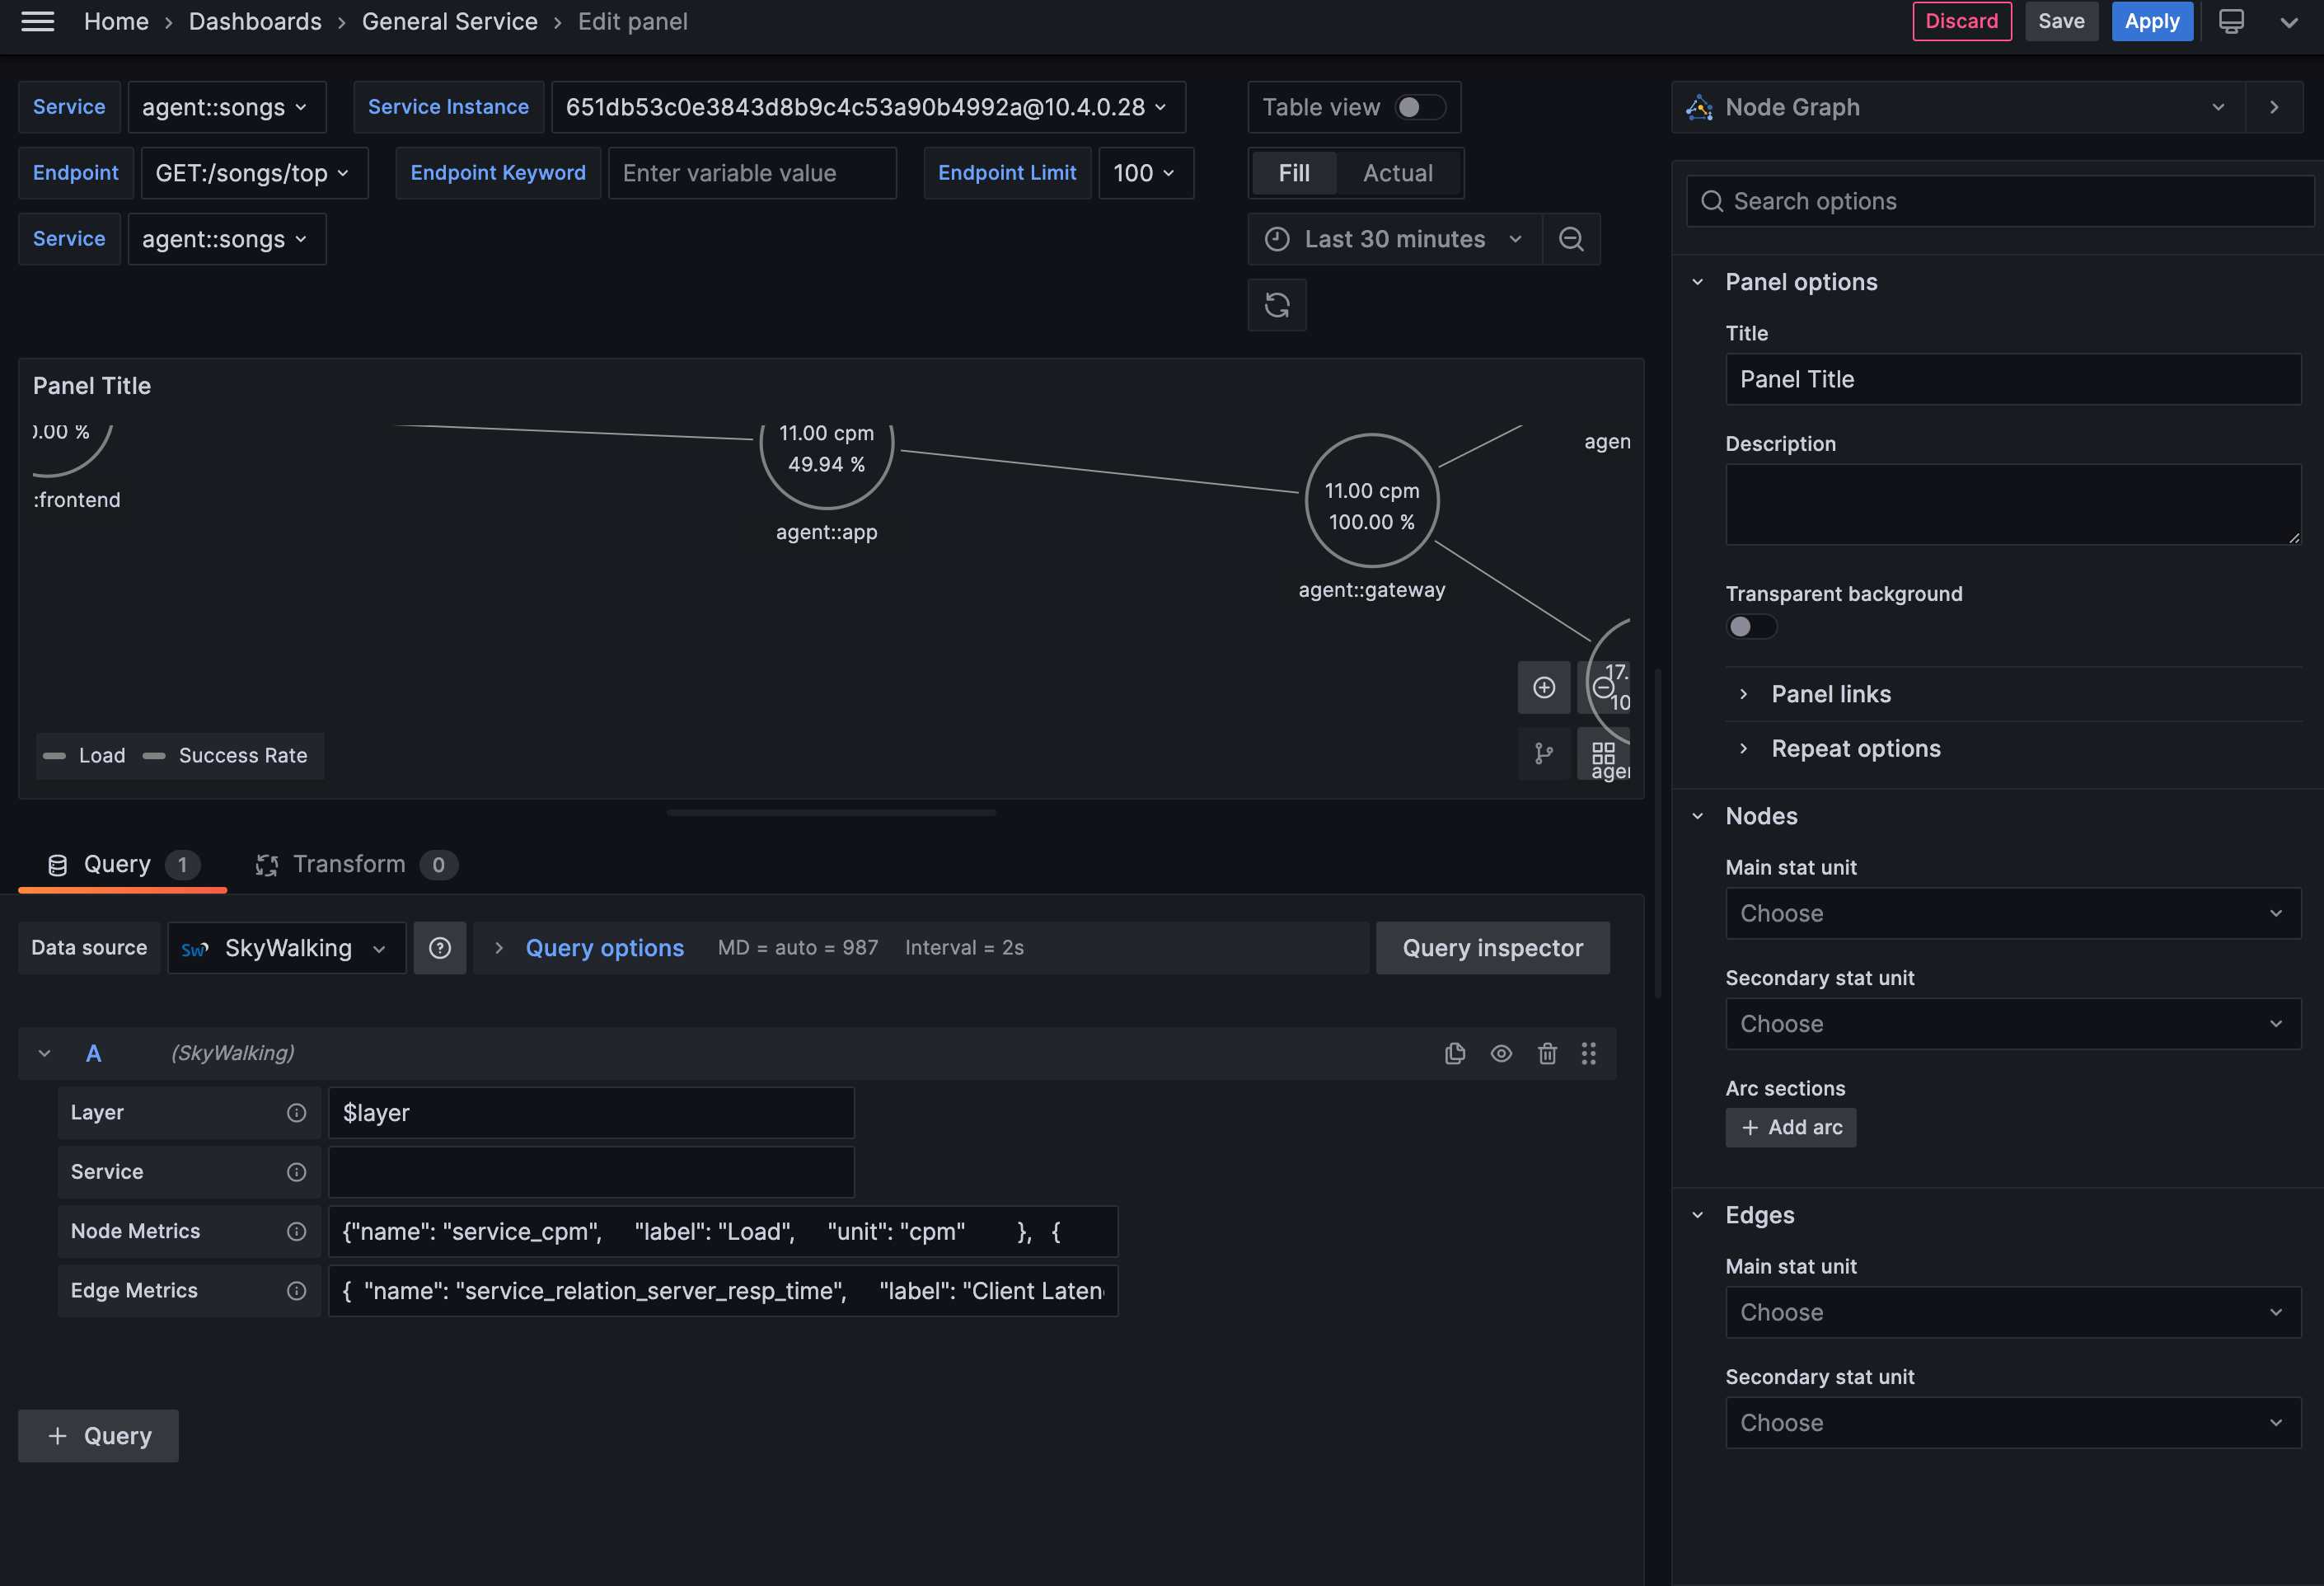 Home › Dashboards › General Service › Edit panel
Discard Save Apply
Service agent::songs Service Instance 651db53c0e3843d8b9c4c53a90b4992a@10.4.0.28
Endpoint GET:/songs/top Endpoint Keyword Enter variable value Endpoint Limit 100
Service agent::songs
Table view
Fill Actual
Last 30 minutes
Panel Title
.00 %
:frontend
11.00 cpm
49.94 %
agent::app
11.00 cpm
100.00 %
agent::gateway
agen
17.
10
agen
Load Success Rate
Query 1 Transform 0
Data source SkyWalking Query options MD = auto = 987 Interval = 2s Query inspector
A (SkyWalking)
Layer $layer
Service
Node Metrics {"name": "service_cpm", "label": "Load", "unit": "cpm" }, {
Edge Metrics { "name": "service_relation_server_resp_time", "label": "Client Laten
+ Query
Node Graph
Search options
Panel options
Title
Panel Title
Description
Transparent background
Panel links
Repeat options
Nodes
Main stat unit
Choose
Secondary stat unit
Choose
Arc sections
+ Add arc
Edges
Main stat unit
Choose
Secondary stat unit
Choose